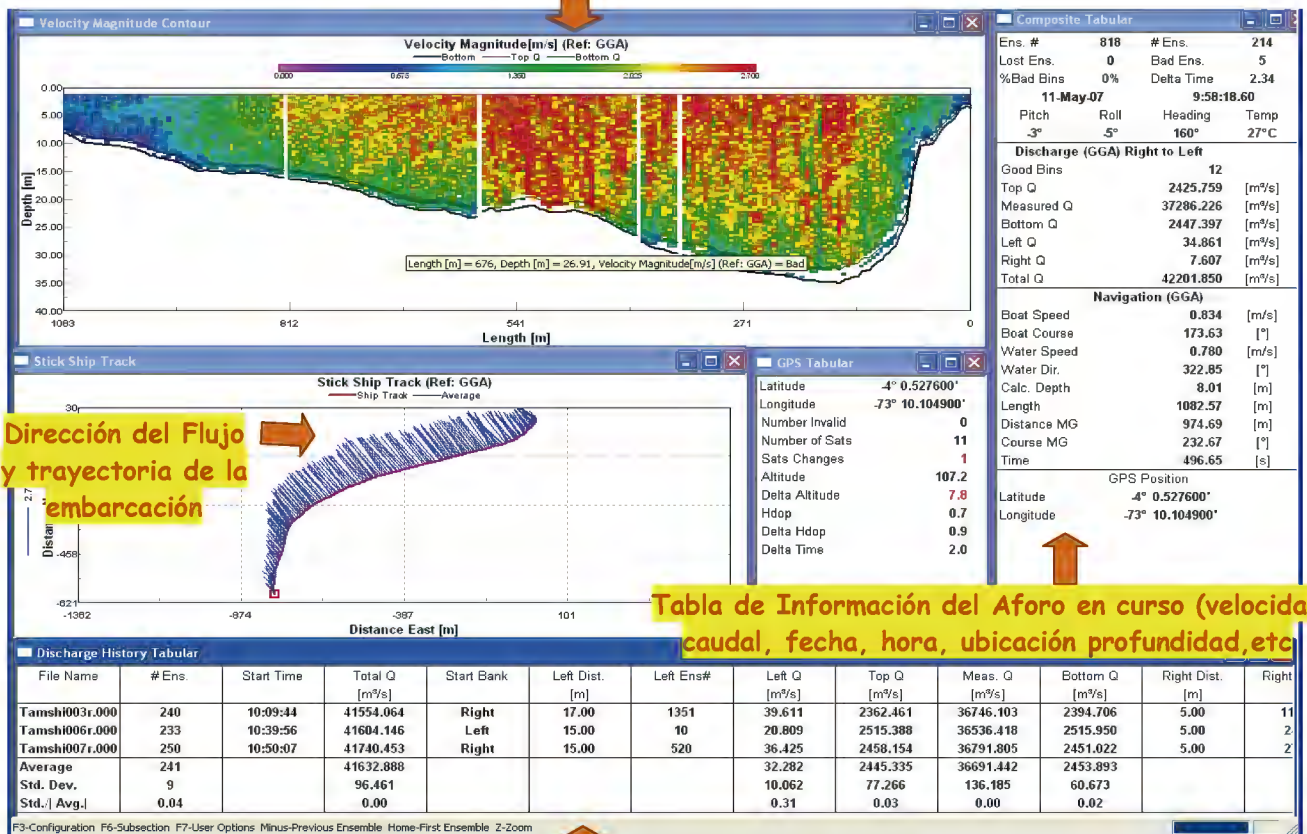 Velocity Magnitude Contour
Velocity Magnitude[m/s] (Ref: GGA)
Bottom Top Q Bottom Q
0.000 0.675 1.350 2.025 2.700
Depth [m]
0.00
5.00
10.00
15.00
20.00
25.00
30.00
35.00
40.00
Length [m] = 676, Depth [m] = 26.91, Velocity Magnitude[m/s] (Ref: GGA) = Bad
1083 812 541 271 0
Length [m]
Composite Tabular
Ens. # 818 # Ens. 214
Lost Ens. 0 Bad Ens. 5
%Bad Bins 0% Delta Time 2.34
11-May-07 9:58:18.60
Pitch Roll Heading Temp
-3° -5° 160° 27°C
Discharge (GGA) Right to Left
Good Bins 12
Top Q 2425.759 [m³/s]
Measured Q 37286.226 [m³/s]
Bottom Q 2447.397 [m³/s]
Left Q 34.861 [m³/s]
Right Q 7.607 [m³/s]
Total Q 42201.850 [m³/s]
Navigation (GGA)
Boat Speed 0.834 [m/s]
Boat Course 173.63 [°]
Water Speed 0.780 [m/s]
Water Dir. 322.85 [°]
Calc. Depth 8.01 [m]
Length 1082.57 [m]
Distance MG 974.69 [m]
Course MG 232.67 [°]
Time 496.65 [s]
GPS Position
Latitude -4° 0.527600'
Longitude -73° 10.104900'
Stick Ship Track
Stick Ship Track (Ref: GGA)
Ship Track Average
30
Dirección del Flujo
y trayectoria de la
embarcación
2.7
-458
-621
-1362 -874 -387 101
Distance East [m]
GPS Tabular
Latitude -4° 0.527600'
Longitude -73° 10.104900'
Number Invalid 0
Number of Sats 11
Sats Changes 1
Altitude 107.2
Delta Altitude 7.8
Hdop 0.7
Delta Hdop 0.9
Delta Time 2.0
Tabla de Información del Aforo en curso (velocida
caudal, fecha, hora, ubicación profundidad,etc
Discharge History Tabular
File Name # Ens. Start Time Total Q Start Bank Left Dist. Left Ens# Left Q Top Q Meas. Q Bottom Q Right Dist. Right
[m³/s] [m] [m³/s] [m³/s] [m³/s] [m³/s] [m]
Tamshi003r.000 240 10:09:44 41554.064 Right 17.00 1351 39.611 2362.461 36746.103 2394.706 5.00 11
Tamshi006r.000 233 10:39:56 41604.146 Left 15.00 10 20.809 2515.388 36536.418 2515.950 5.00 2
Tamshi007r.000 250 10:50:07 41740.453 Right 15.00 520 36.425 2458.154 36791.805 2451.022 5.00 2
Average 241 41632.888 32.282 2445.335 36691.442 2453.893
Std. Dev. 9 96.461 10.062 77.266 136.185 60.673
Std./| Avg.| 0.04 0.00 0.31 0.03 0.00 0.02
F3-Configuration F6-Subsection F7-User Options Minus-Previous Ensemble Home-First Ensemble Z-Zoom